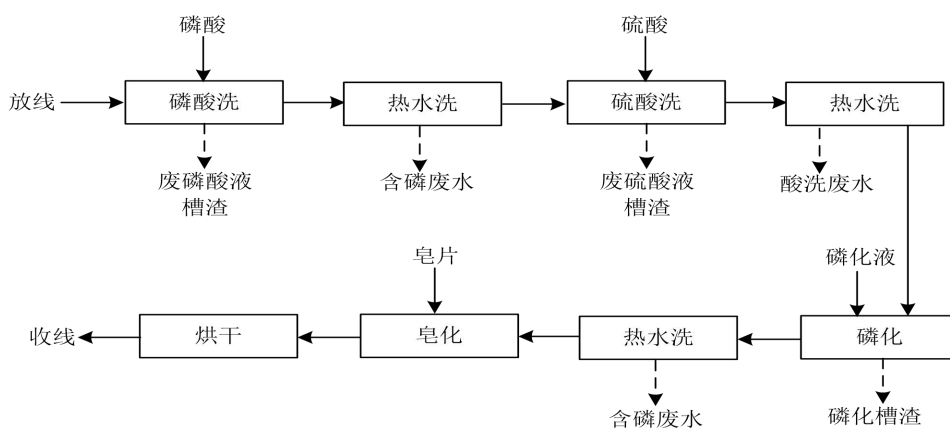 磷酸
硫酸
放线
磷酸洗
热水洗
硫酸洗
热水洗
废磷酸液
槽渣
含磷废水
废硫酸液
槽渣
酸洗废水
皂片
磷化液
收线
烘干
皂化
热水洗
磷化
含磷废水
磷化槽渣